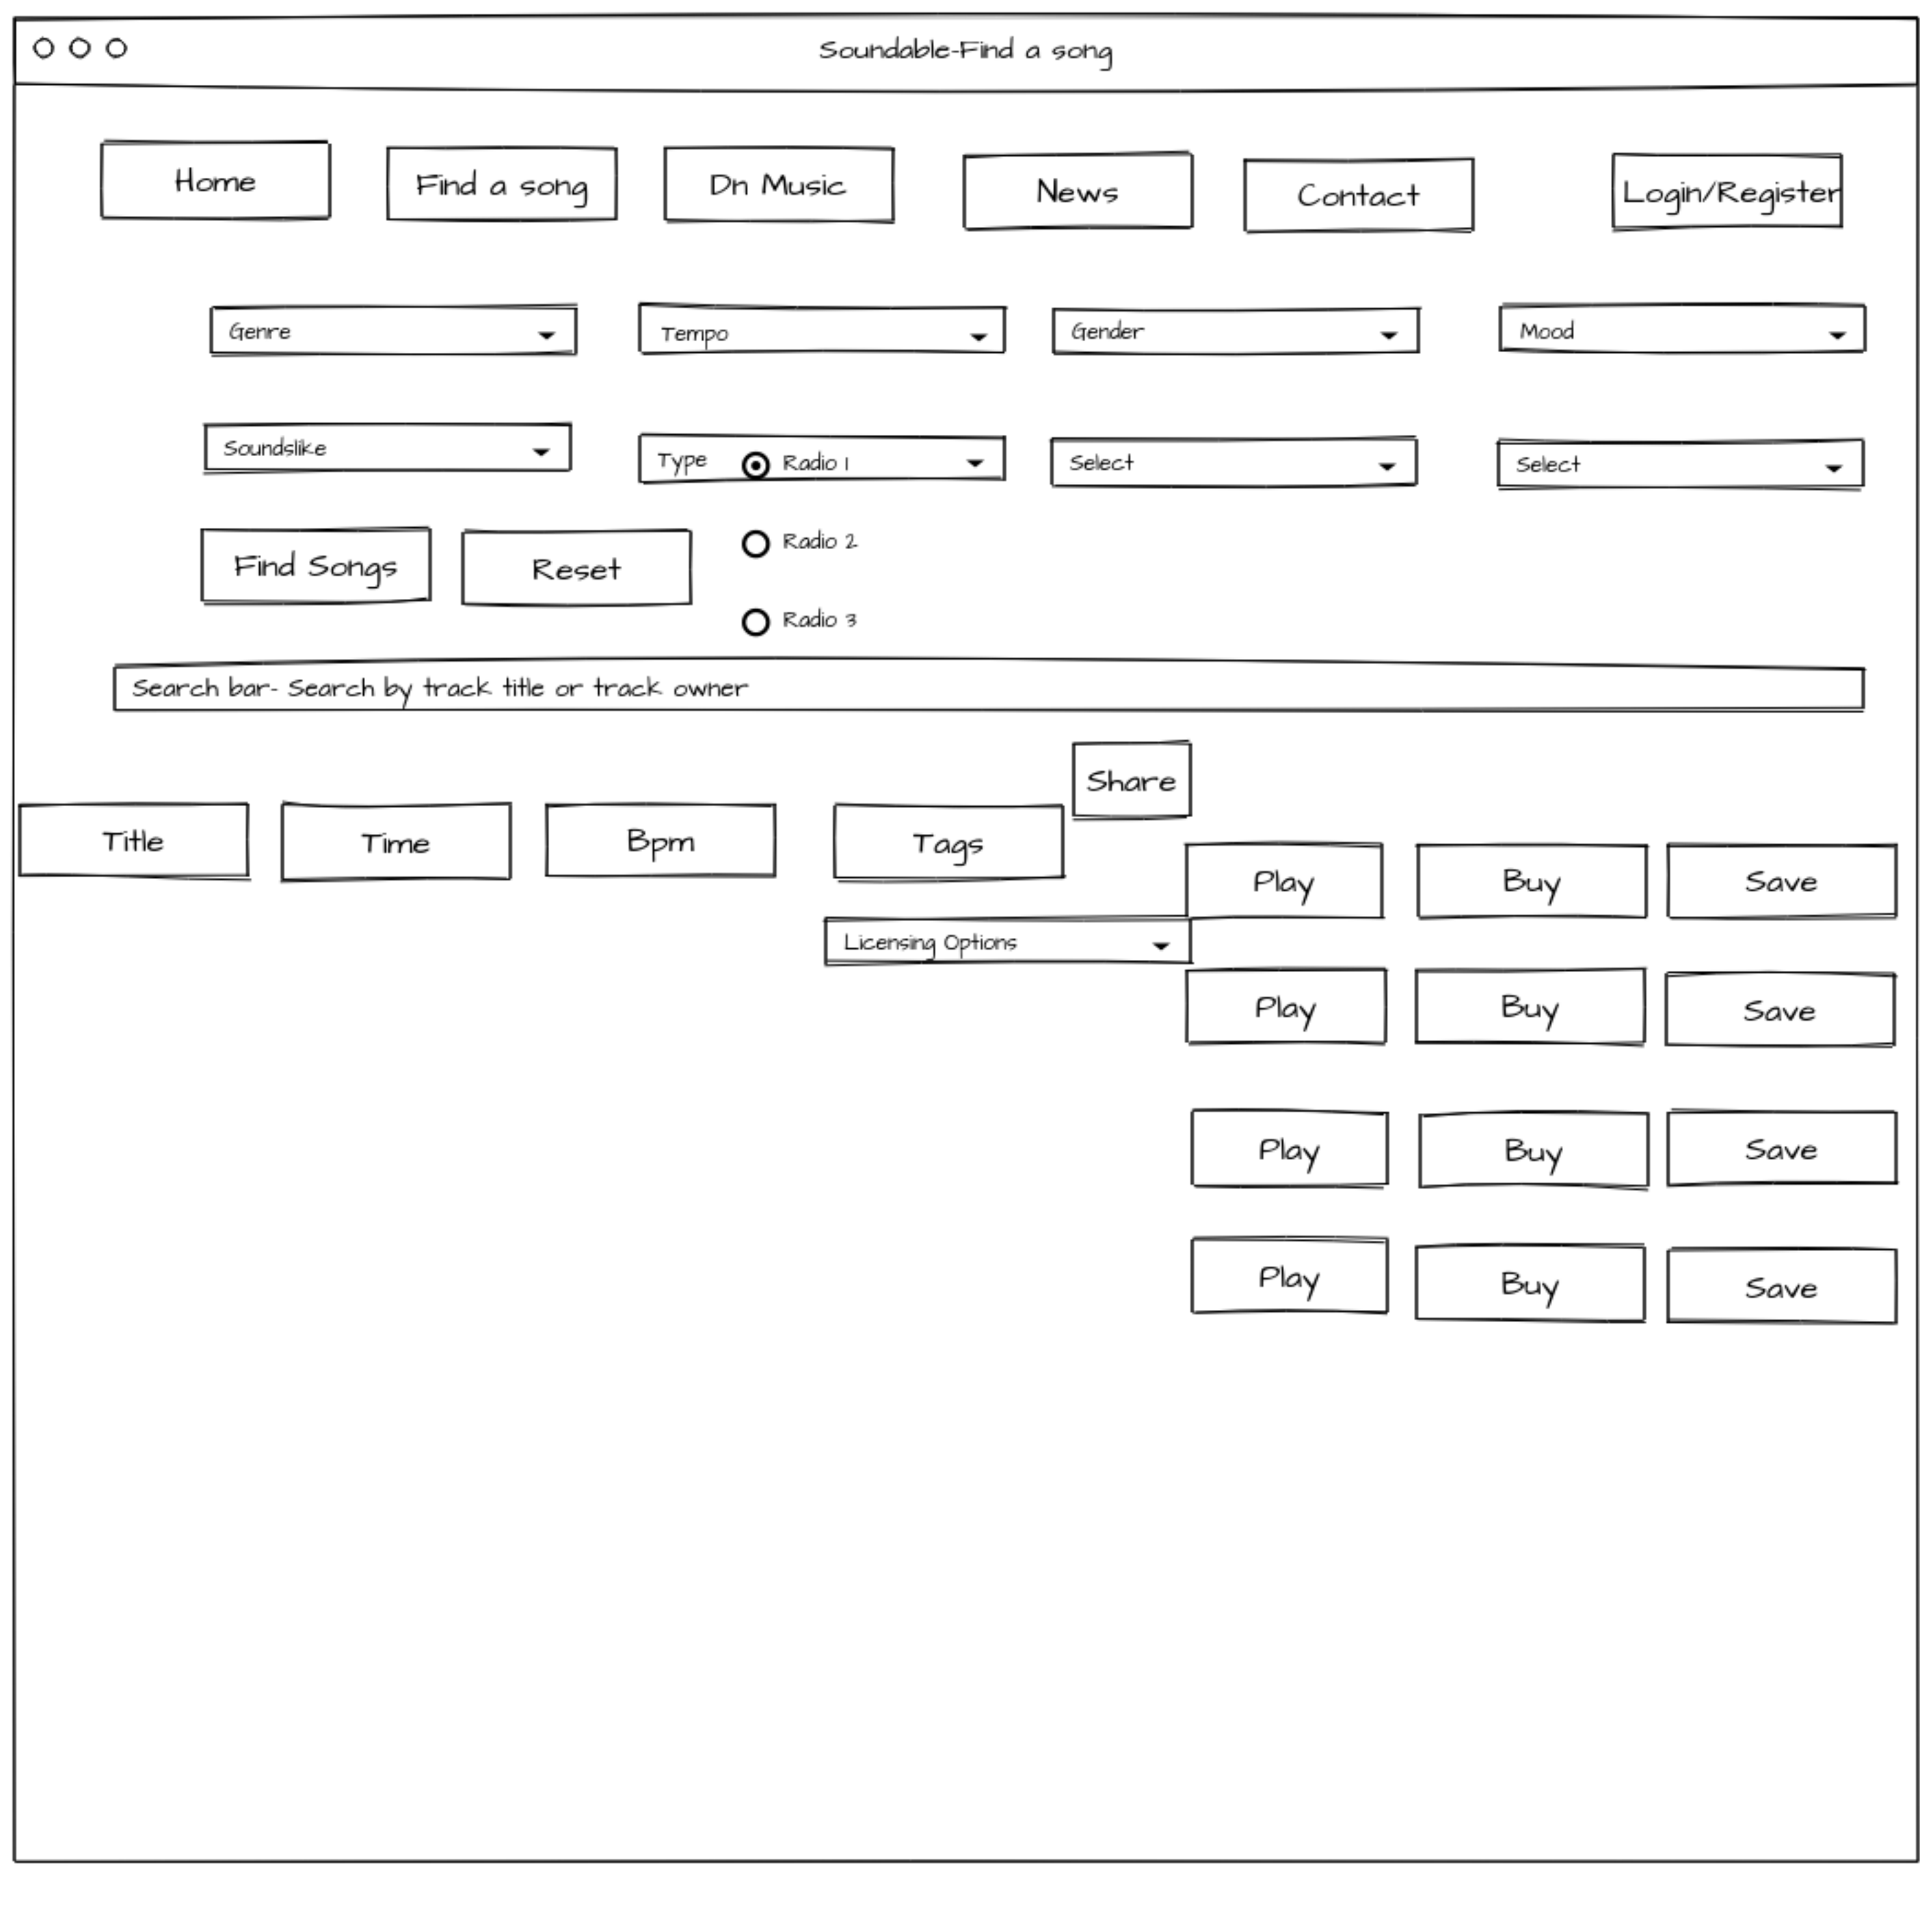 Soundable-Find a song
Home
Find a song
Dn Music
News
Contact
Login/Register
Genre
Tempo
Gender
Mood
Soundslike
Type
Radio 1
Select
Select
Find Songs
Reset
Radio 2
Radio 3
Search bar- Search by track title or track owner
Share
Title
Time
Bpm
Tags
Play
Buy
Save
Licensing Options
Play
Buy
Save
Play
Buy
Save
Play
Buy
Save